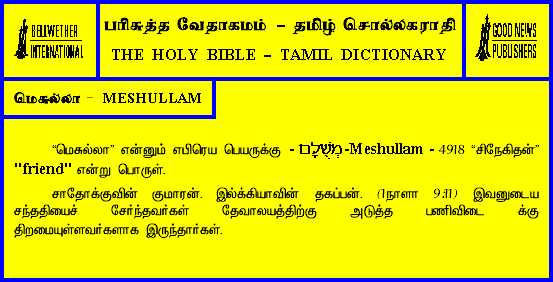 BELLWETHER
INTERNATIONAL
பரிசுத்த வேதாகமம் – தமிழ் சொல்லகராதி
THE HOLY BIBLE – TAMIL DICTIONARY
GOOD NEWS
PUBLISHERS
மெசுல்லா – MESHULLAM
“மெசுல்லா” என்னும் எபிரெய பெயருக்கு - מְשֻׁלָּם -Meshullam - 4918 “சிநேகிதன்”
"friend" என்று பொருள்.
சாதோக்குவின் குமாரன். இல்க்கியாவின் தகப்பன். (1நாளா 9:11) இவனுடைய
சந்ததியைச் சேர்ந்தவர்கள் தேவாலயத்திற்கு அடுத்த பணிவிடை க்கு
திறமையுள்ளவர்களாக இருந்தார்கள்.